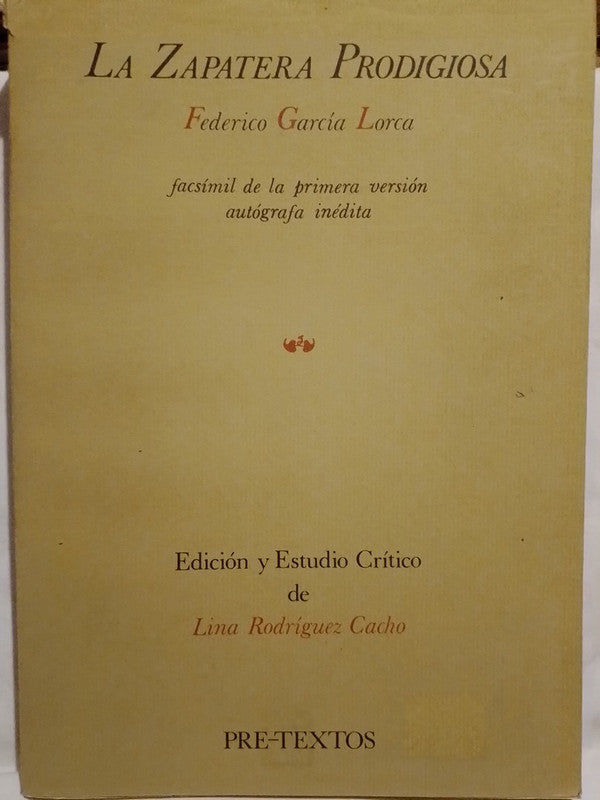 LA ZAPATERA PRODIGIOSA
Federico García Lorca
facsímil de la primera versión
autógrafa inédita
Edición y Estudio Crítico
de
Lina Rodríguez Cacho
PRE-TEXTOS